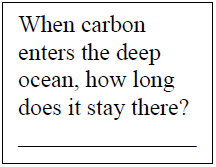 When carbon
enters the deep
ocean, how long
does it stay there?